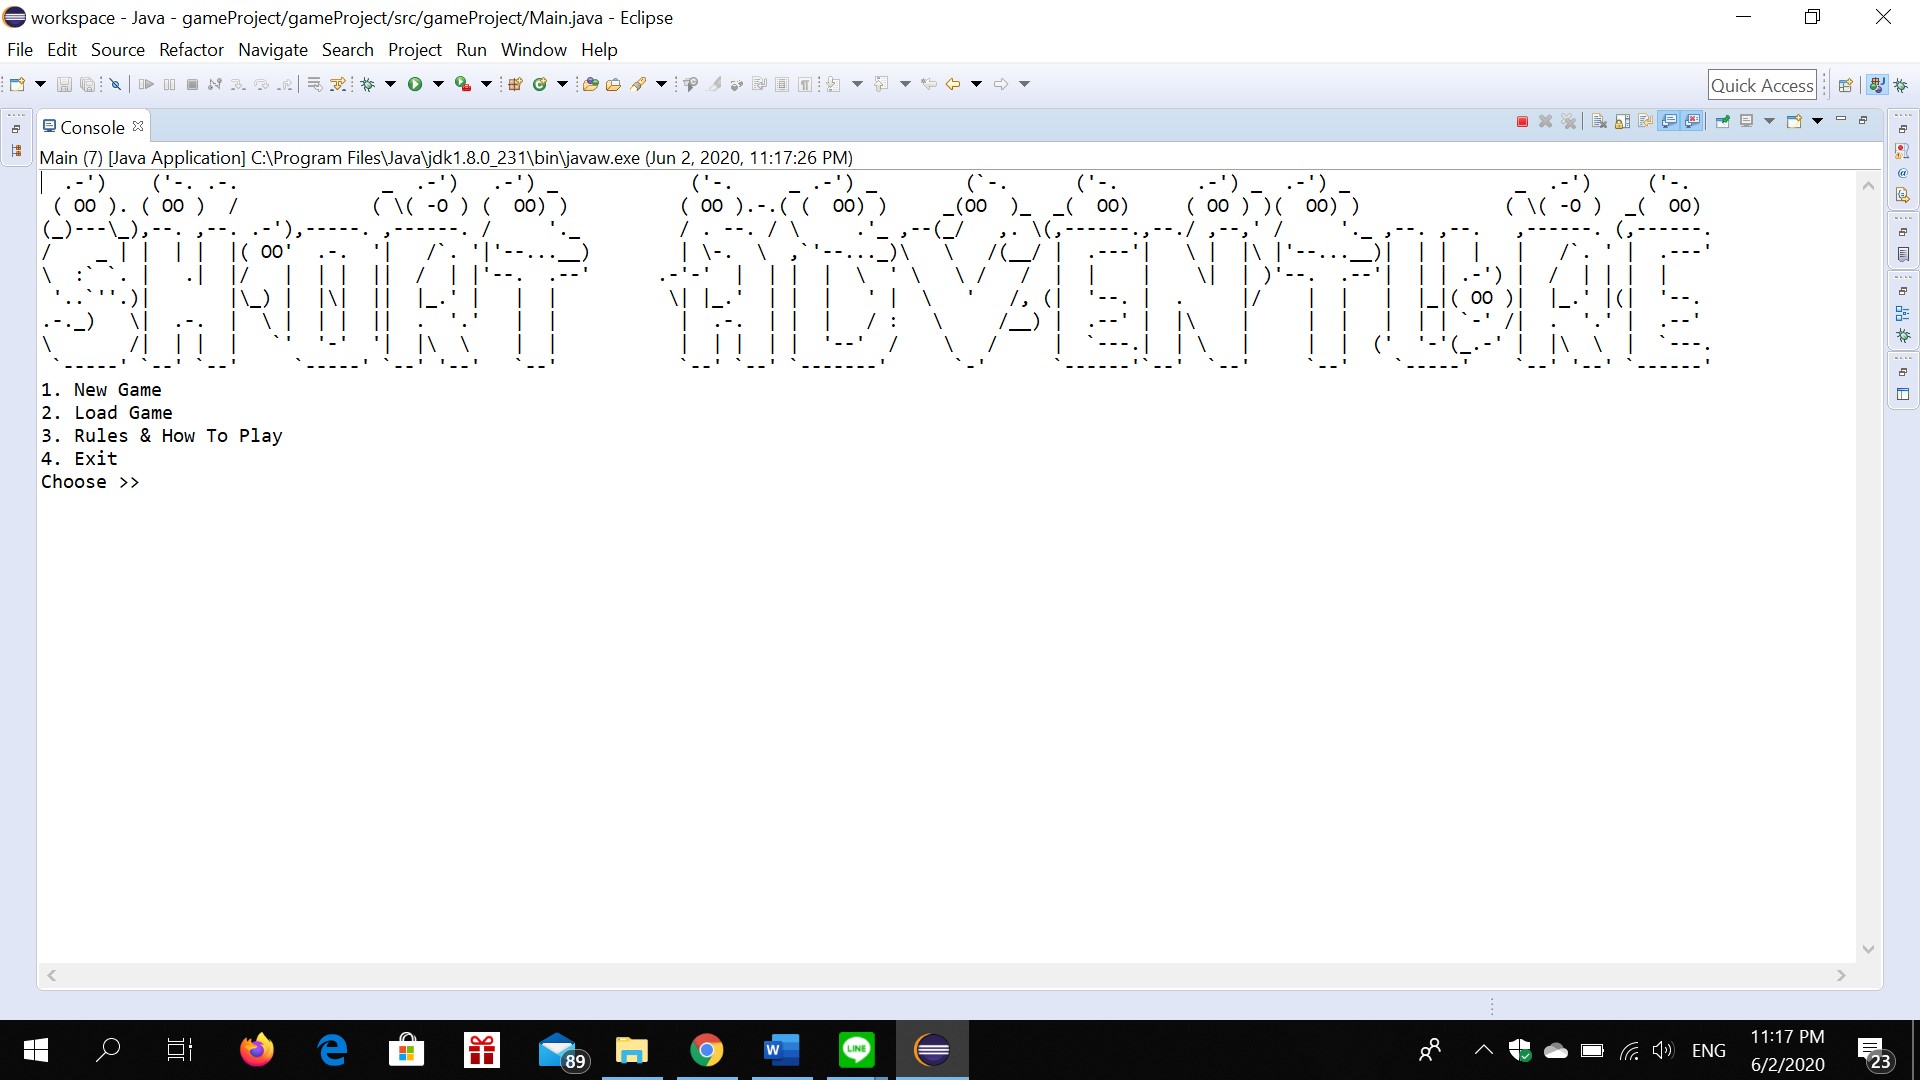 workspace - Java - gameProject/gameProject/src/gameProject/Main.java - Eclipse
File Edit Source Refactor Navigate Search Project Run Window Help
Quick Access
Console
Main (7) [Java Application] C:\Program Files\Java\jdk1.8.0_231\bin\javaw.exe (Jun 2, 2020, 11:17:26 PM)
SHORT ADVENTURE
1. New Game
2. Load Game
3. Rules & How To Play
4. Exit
Choose >>
89
W
LINE
ENG
11:17 PM
6/2/2020
23